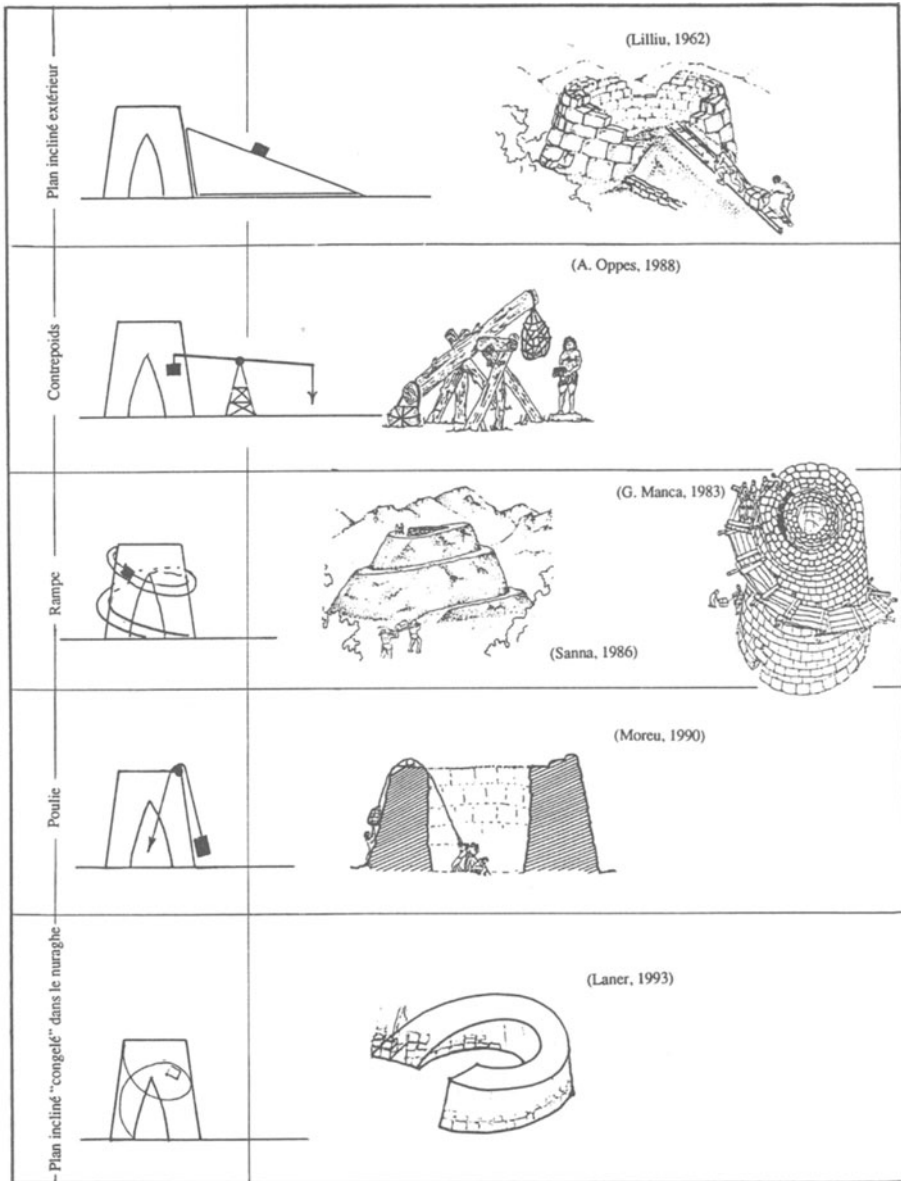 Plan incliné extérieur
(Lilliu, 1962)
Contrepoids
(A. Oppes, 1988)
Rampe
(G. Manca, 1983)
(Sanna, 1986)
Poulie
(Moreu, 1990)
Plan incliné "congelé" dans le nuraghe
(Laner, 1993)